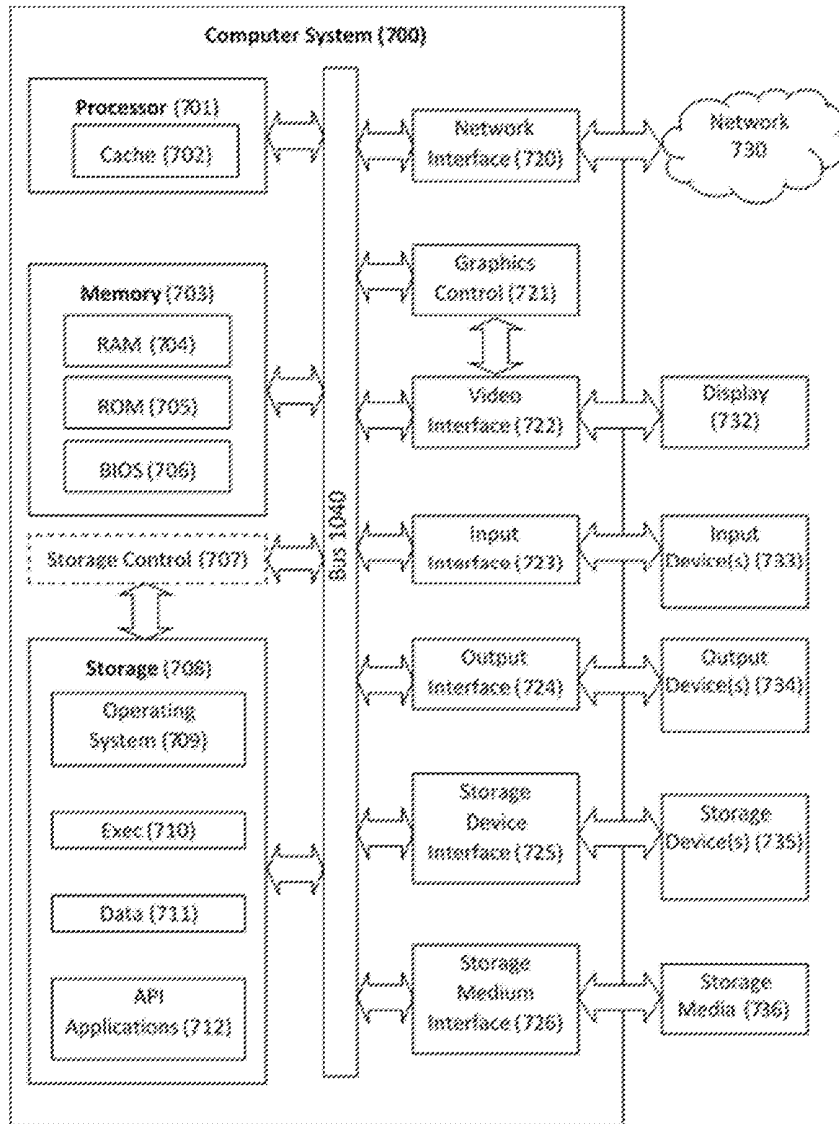 Computer System (700)
Processor (701)
Cache (702)
Memory (703)
RAM (704)
ROM (705)
BIOS (706)
Storage Control (707)
Storage (708)
Operating
System (709)
Exec (710)
Data (711)
API
Applications (712)
Bus 1040
Network
Interface (720)
Graphics
Control (721)
Video
Interface (722)
Input
Interface (723)
Output
Interface (724)
Storage
Device
Interface (725)
Storage
Medium
Interface (726)
Network
730
Display
(732)
Input
Device(s) (733)
Output
Device(s) (734)
Storage
Device(s) (735)
Storage
Media (736)